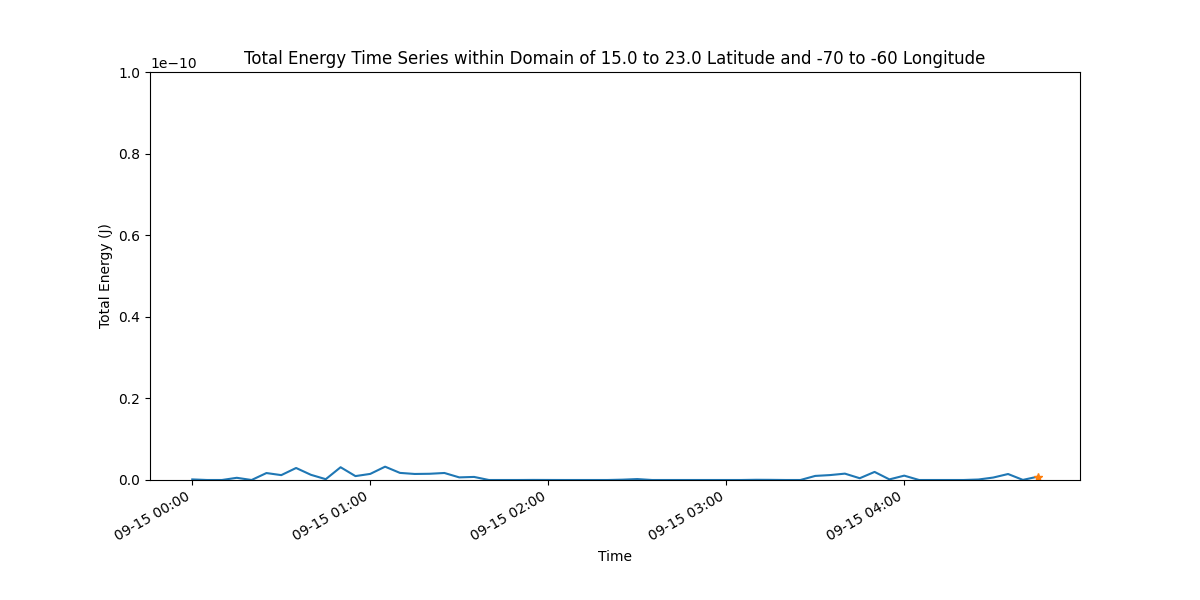 Total Energy Time Series within Domain of 15.0 to 23.0 Latitude and -70 to -60 Longitude
1e−10
1.0
0.8
0.6
0.4
0.2
0.0
Total Energy (J)
09-15 00:00
09-15 01:00
09-15 02:00
09-15 03:00
09-15 04:00
Time